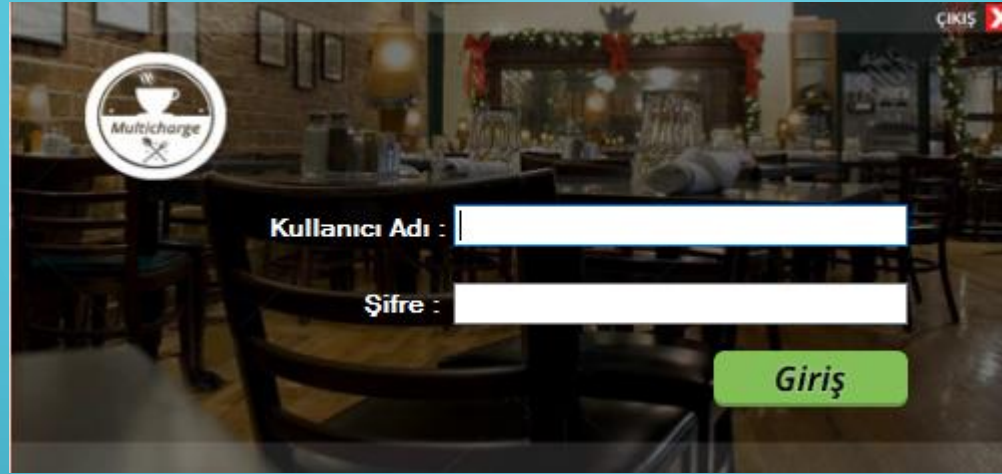 ÇIKIŞ
Multicharge
Kullanıcı Adı :
Şifre :
Giriş